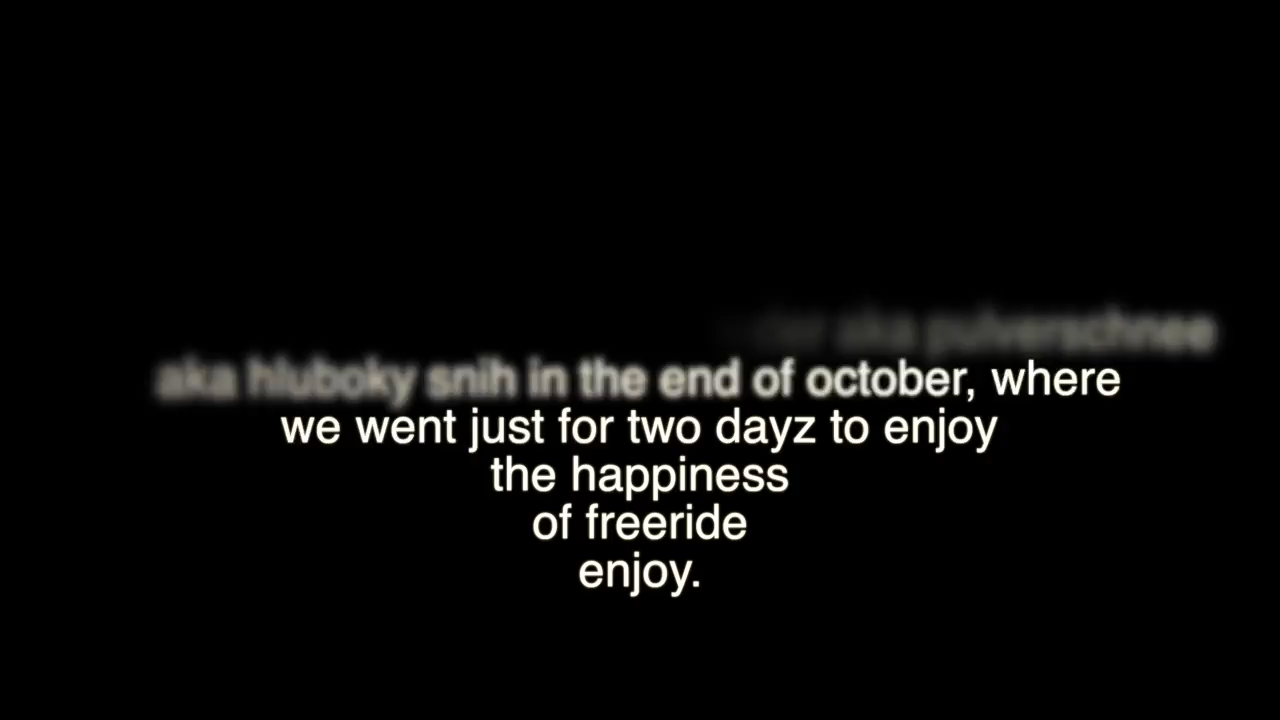 aka pulverschnee
aka hluboky snih in the end of october, where
we went just for two dayz to enjoy
the happiness
of freeride
enjoy.